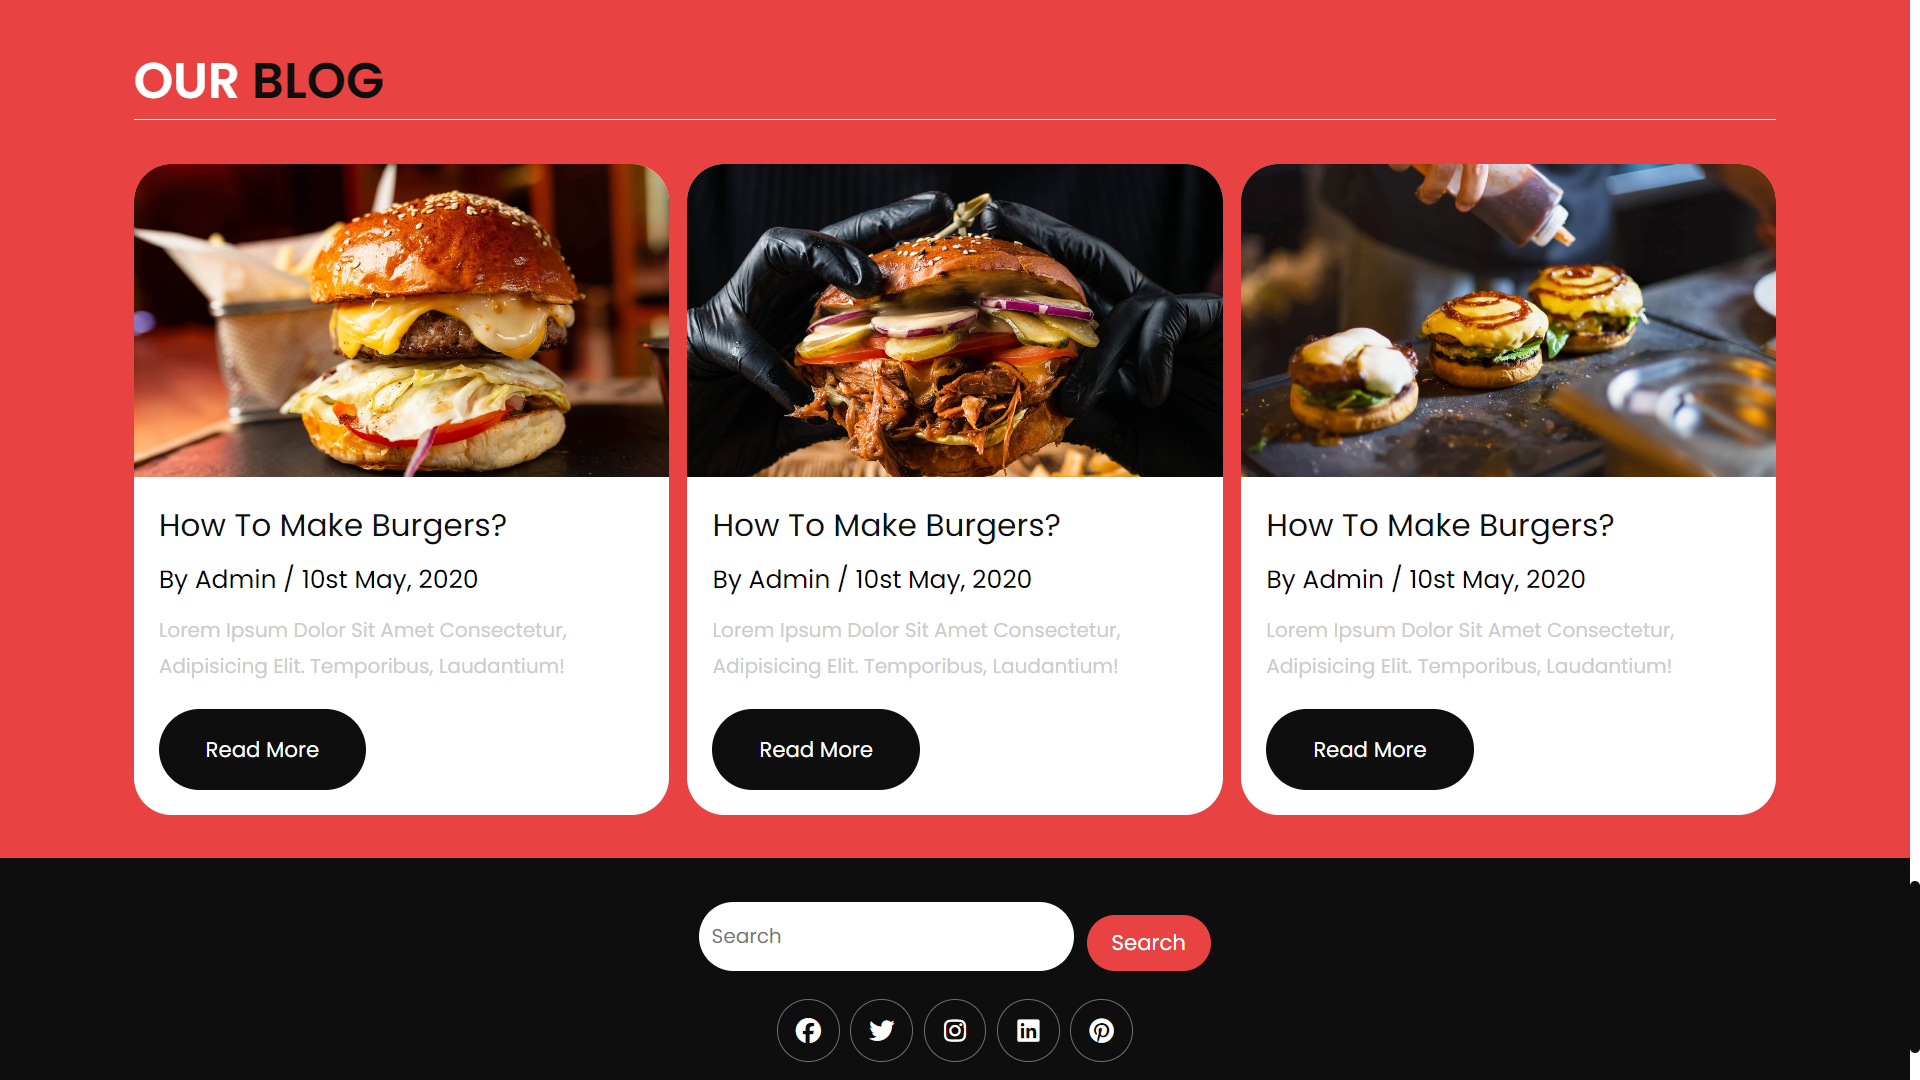 OUR BLOG
How To Make Burgers?
By Admin / 10st May, 2020
Lorem Ipsum Dolor Sit Amet Consectetur,
Adipisicing Elit. Temporibus, Laudantium!
Read More
How To Make Burgers?
By Admin / 10st May, 2020
Lorem Ipsum Dolor Sit Amet Consectetur,
Adipisicing Elit. Temporibus, Laudantium!
Read More
How To Make Burgers?
By Admin / 10st May, 2020
Lorem Ipsum Dolor Sit Amet Consectetur,
Adipisicing Elit. Temporibus, Laudantium!
Read More
Search
Search